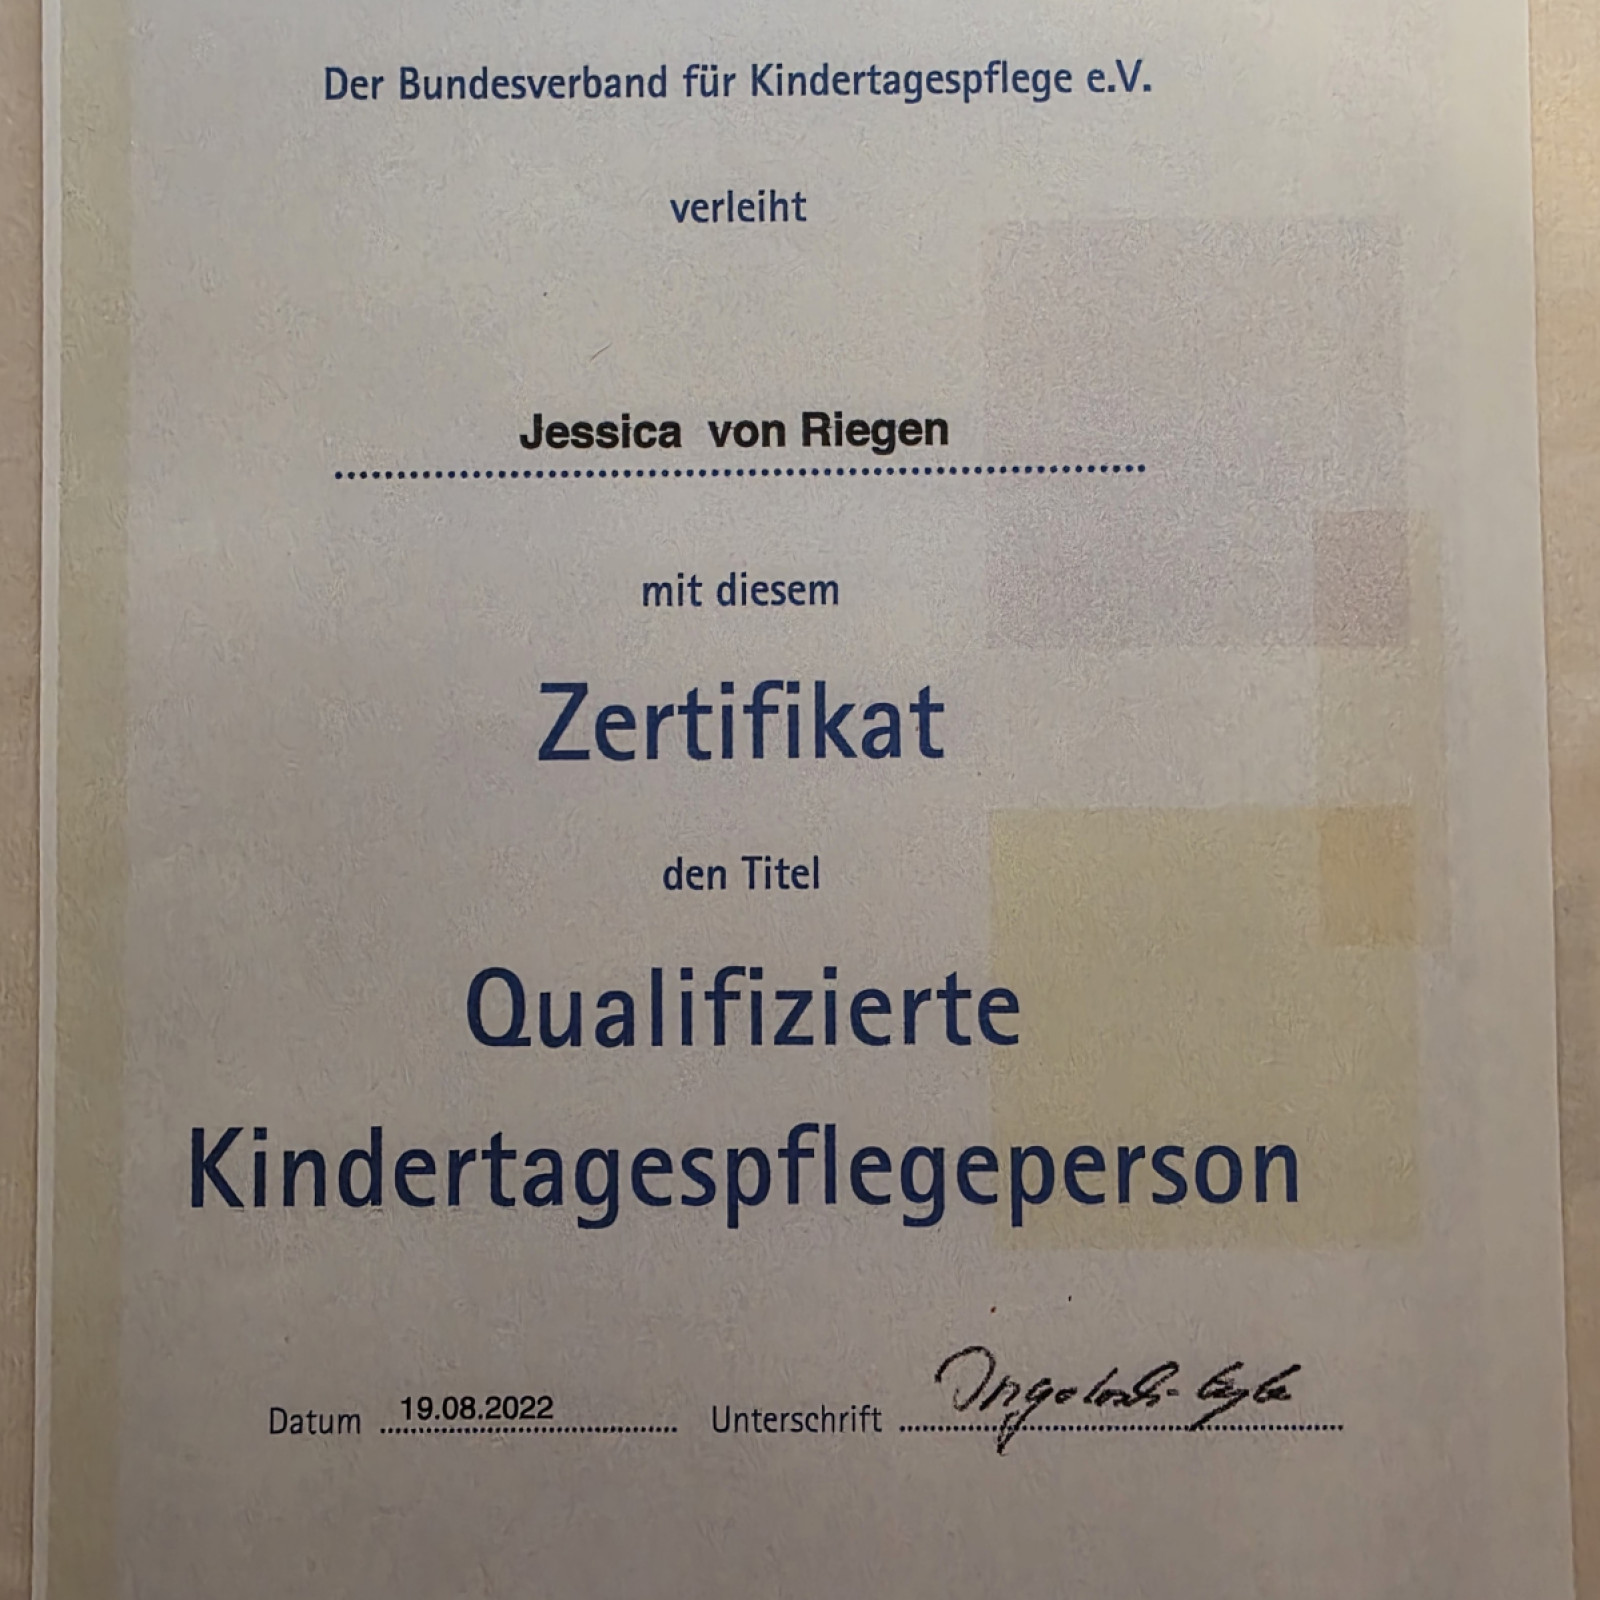 Der Bundesverband für Kindertagespflege e.V.
verleiht
Jessica von Riegen
mit diesem
Zertifikat
den Titel
Qualifizierte
Kindertagespflegeperson
Datum 19.08.2022 Unterschrift